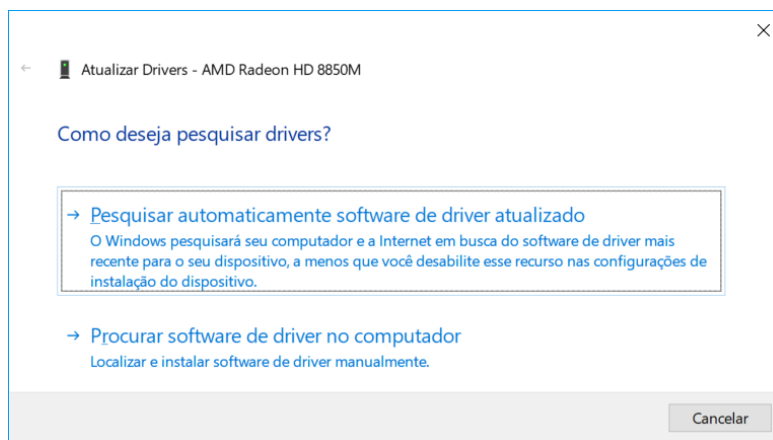 Atualizar Drivers - AMD Radeon HD 8850M
Como deseja pesquisar drivers?
Pesquisar automaticamente software de driver atualizado
O Windows pesquisará seu computador e a Internet em busca do software de driver mais
recente para o seu dispositivo, a menos que você desabilite esse recurso nas configurações de
instalação do dispositivo.
Procurar software de driver no computador
Localizar e instalar software de driver manualmente.
Cancelar